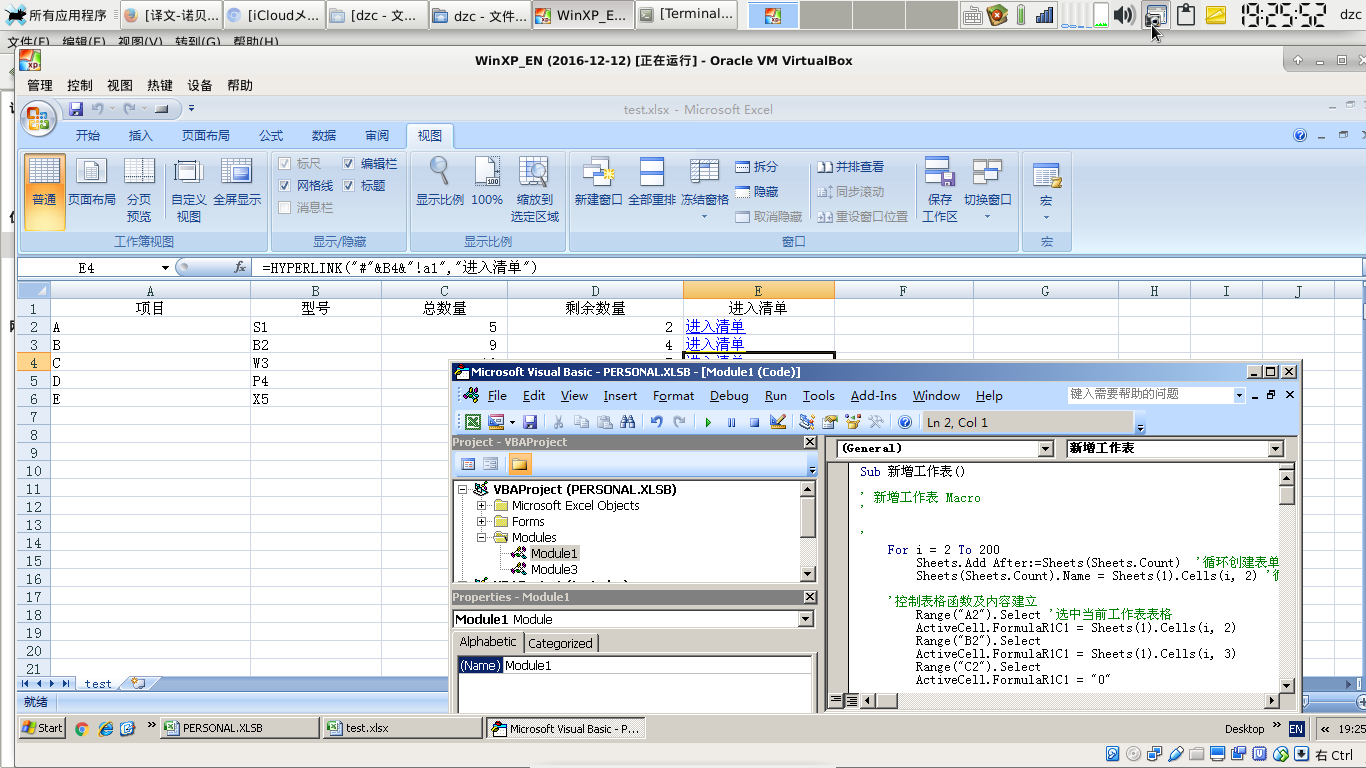 所有应用程序 [译文-诺贝... [iCloudメ... [dzc - 文... dzc - 文件... WinXP_E... [Terminal... 19:25:52 dzc
文件(F) 编辑(E) 视图(V) 转到(G) 帮助(H)
WinXP_EN (2016-12-12) [正在运行] - Oracle VM VirtualBox
管理 控制 视图 热键 设备 帮助
test.xlsx - Microsoft Excel
开始 插入 页面布局 公式 数据 审阅 视图
普通 页面布局 分页预览 自定义视图 全屏显示
工作簿视图
标尺 编辑栏
网格线 标题
消息栏
显示/隐藏
显示比例 100% 缩放到选定区域
显示比例
新建窗口 全部重排 冻结窗格
拆分 并排查看
隐藏 同步滚动
取消隐藏 重设窗口位置
保存工作区 切换窗口
窗口
宏
宏
E4 fx =HYPERLINK("#"&B4&"!a1","进入清单")
A B C D E F G H I J
1 项目 型号 总数量 剩余数量 进入清单
2 A S1 5 2 进入清单
3 B B2 9 4 进入清单
4 C W3
5 D P4
6 E X5
7
8
9
10
11
12
13
14
15
16
17
18
19
20
21
test
就绪
Microsoft Visual Basic - PERSONAL.XLSB - [Module1 (Code)]
File Edit View Insert Format Debug Run Tools Add-Ins Window Help 键入需要帮助的问题
Ln 2, Col 1
Project - VBAProject
VBAProject (PERSONAL.XLSB)
Microsoft Excel Objects
Forms
Modules
Module1
Module3
Properties - Module1
Module1 Module
Alphabetic Categorized
(Name) Module1
(General) 新增工作表
Sub 新增工作表()
' 新增工作表 Macro
'
'
For i = 2 To 200
Sheets.Add After:=Sheets(Sheets.Count) '循环创建表单
Sheets(Sheets.Count).Name = Sheets(1).Cells(i, 2) '
'控制表格函数及内容建立
Range("A2").Select '选中当前工作表表格
ActiveCell.FormulaR1C1 = Sheets(1).Cells(i, 2)
Range("B2").Select
ActiveCell.FormulaR1C1 = Sheets(1).Cells(i, 3)
Range("C2").Select
ActiveCell.FormulaR1C1 = "0"
Start PERSONAL.XLSB test.xlsx Microsoft Visual Basic - P... Desktop EN 19:25
右 Ctrl